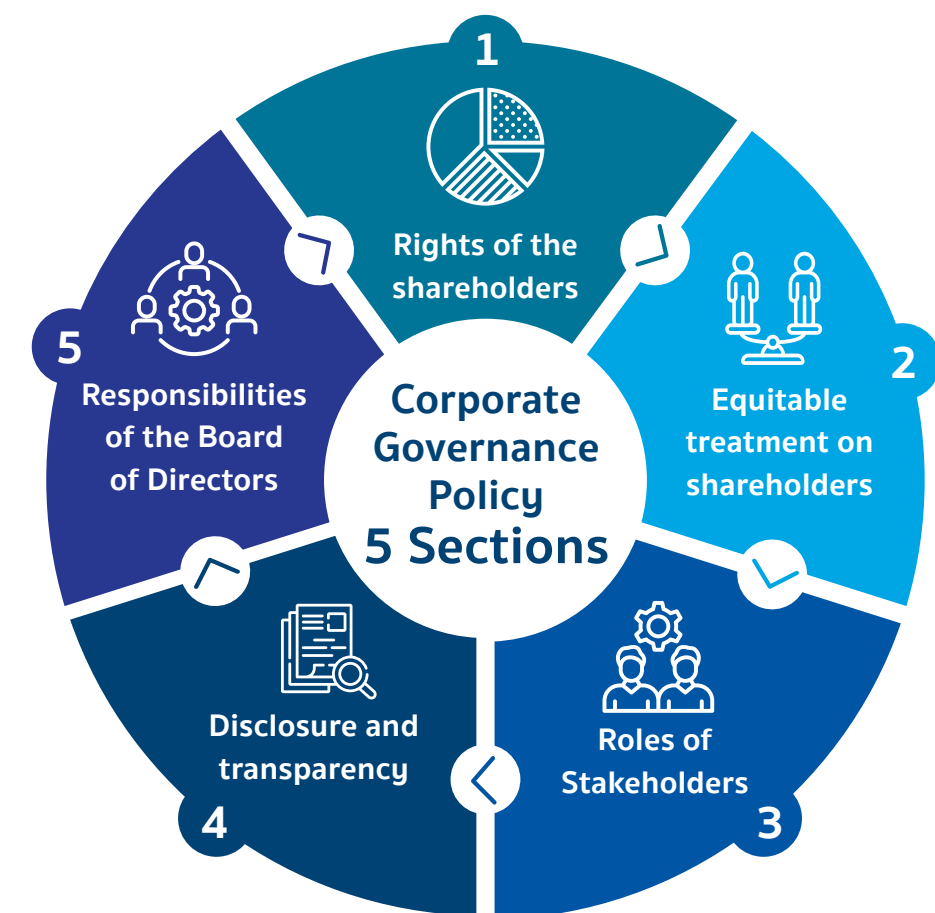 Corporate
Governance
Policy
5 Sections
1
Rights of the
shareholders
2
Equitable
treatment on
shareholders
3
Roles of
Stakeholders
4
Disclosure and
transparency
5
Responsibilities
of the Board
of Directors